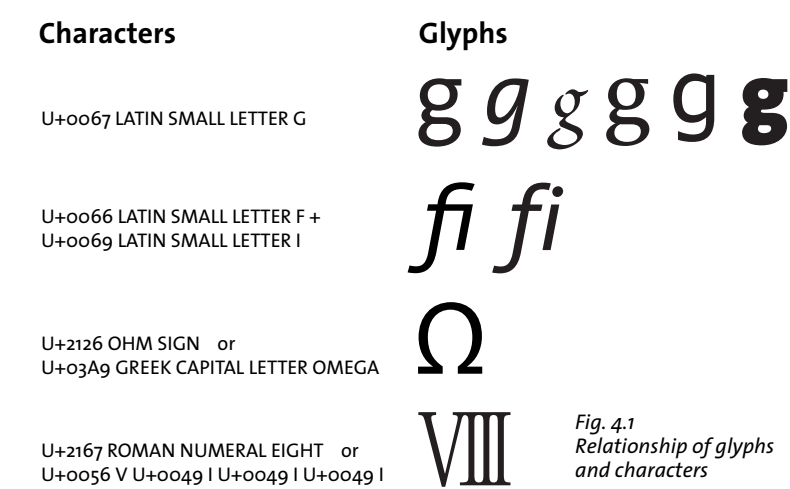 Characters Glyphs
U+0067 LATIN SMALL LETTER G g g g g g g
U+0066 LATIN SMALL LETTER F +
U+0069 LATIN SMALL LETTER I fi fi
U+2126 OHM SIGN or
U+03A9 GREEK CAPITAL LETTER OMEGA Ω
U+2167 ROMAN NUMERAL EIGHT or
U+0056 V U+0049 I U+0049 I U+0049 I VIII
Fig. 4.1
Relationship of glyphs
and characters